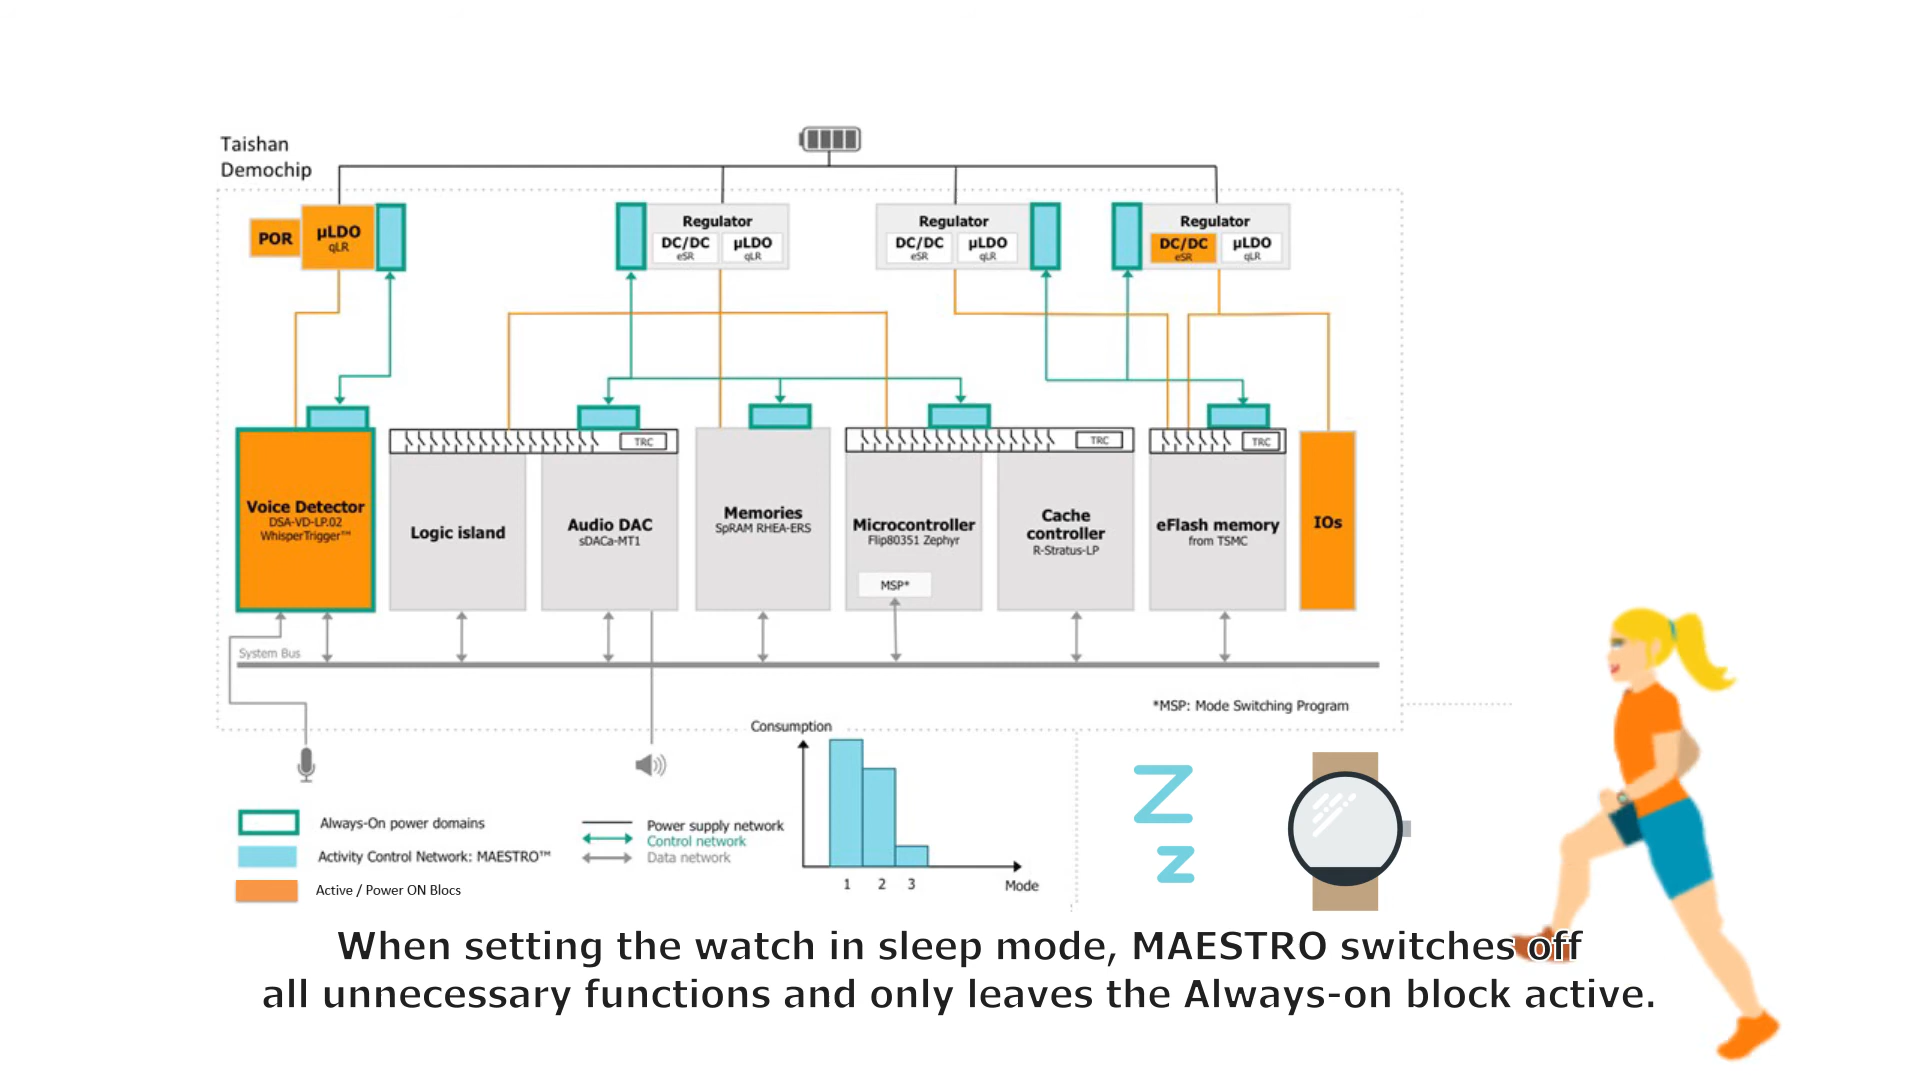 Taishan
Demochip
POR
µLDO
qLR
Regulator
DC/DC
eSR
µLDO
qLR
Regulator
DC/DC
eSR
µLDO
qLR
Regulator
DC/DC
eSR
µLDO
qLR
TRC
TRC
TRC
Voice Detector
DSA-VD-LP.02
WhisperTrigger™
Logic island
Audio DAC
sDACa-MT1
Memories
SpRAM RHEA-ERS
Microcontroller
Flip80351 Zephyr
MSP*
Cache
controller
R-Stratus-LP
eFlash memory
from TSMC
IOs
System Bus
*MSP: Mode Switching Program
Consumption
1 2 3
Mode
Always-On power domains
Activity Control Network: MAESTRO™
Active / Power ON Blocs
Power supply network
Control network
Data network
Z
z
When setting the watch in sleep mode, MAESTRO switches off
all unnecessary functions and only leaves the Always-on block active.